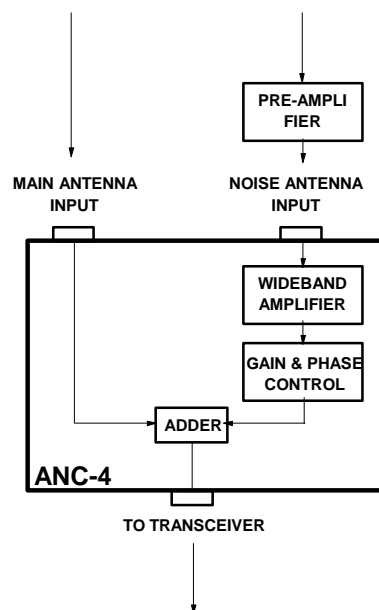 PRE-AMPLI
FIER
MAIN ANTENNA
INPUT
NOISE ANTENNA
INPUT
WIDEBAND
AMPLIFIER
GAIN & PHASE
CONTROL
ADDER
ANC-4
TO TRANSCEIVER